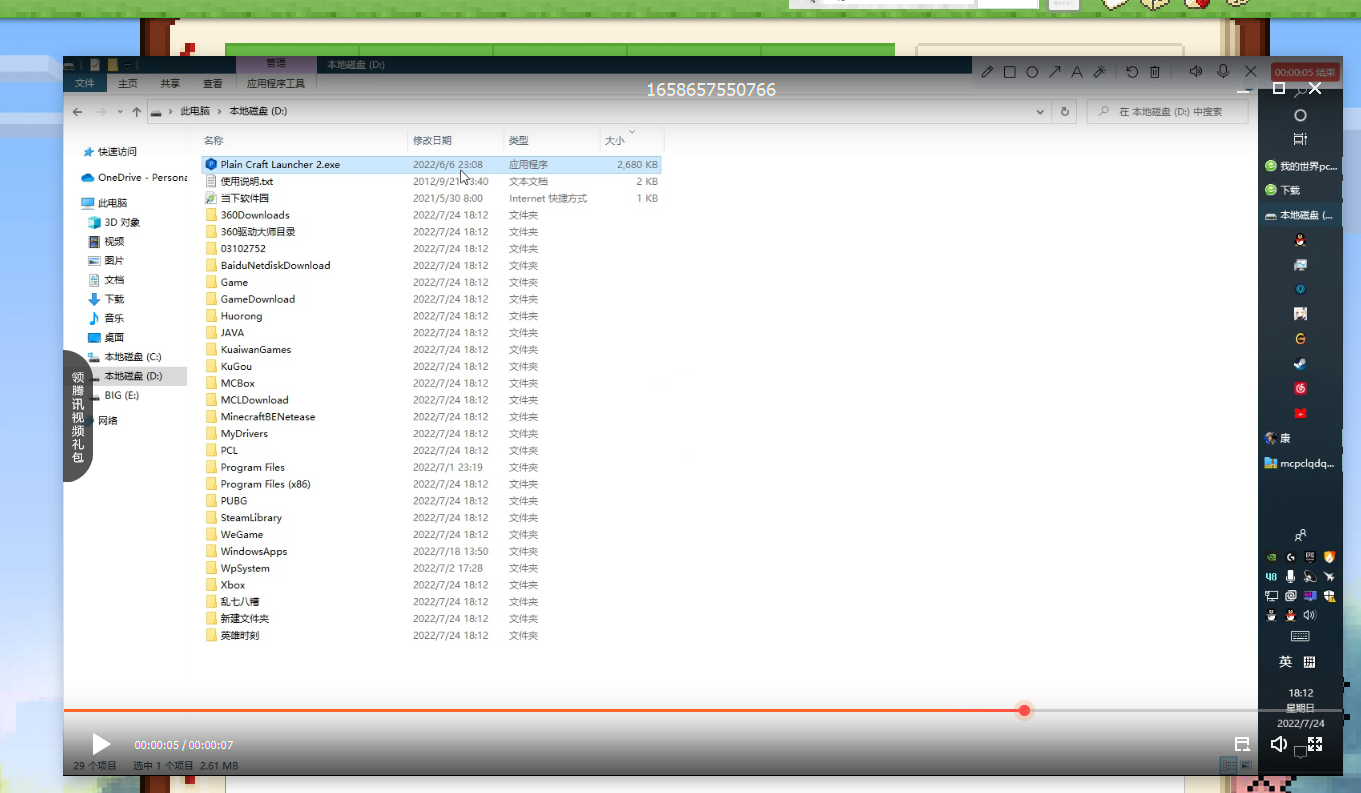 管理
本地磁盘 (D:)
文件
主页
共享
查看
应用程序工具
00:00:05 结束
1658657550766
此电脑 › 本地磁盘 (D:)
在 本地磁盘 (D:) 中搜索
名称 修改日期 类型 大小
快速访问
OneDrive - Persona
此电脑
3D 对象
视频
图片
文档
下载
音乐
桌面
本地磁盘 (C:)
本地磁盘 (D:)
BIG (E:)
网络
领腾讯视频礼包
Plain Craft Launcher 2.exe 2022/6/6 23:08 应用程序 2,680 KB
使用说明.txt 2012/9/21 13:40 文本文档 2 KB
当下软件园 2021/5/30 8:00 Internet 快捷方式 1 KB
360Downloads 2022/7/24 18:12 文件夹
360驱动大师目录 2022/7/24 18:12 文件夹
03102752 2022/7/24 18:12 文件夹
BaiduNetdiskDownload 2022/7/24 18:12 文件夹
Game 2022/7/24 18:12 文件夹
GameDownload 2022/7/24 18:12 文件夹
Huorong 2022/7/24 18:12 文件夹
JAVA 2022/7/24 18:12 文件夹
KuaiwanGames 2022/7/24 18:12 文件夹
KuGou 2022/7/24 18:12 文件夹
MCBox 2022/7/24 18:12 文件夹
MCLDownload 2022/7/24 18:12 文件夹
MinecraftBENetease 2022/7/24 18:12 文件夹
MyDrivers 2022/7/24 18:12 文件夹
PCL 2022/7/24 18:12 文件夹
Program Files 2022/7/1 23:19 文件夹
Program Files (x86) 2022/7/24 18:12 文件夹
PUBG 2022/7/24 18:12 文件夹
SteamLibrary 2022/7/24 18:12 文件夹
WeGame 2022/7/24 18:12 文件夹
WindowsApps 2022/7/18 13:50 文件夹
WpSystem 2022/7/2 17:28 文件夹
Xbox 2022/7/24 18:12 文件夹
乱七八糟 2022/7/24 18:12 文件夹
新建文件夹 2022/7/24 18:12 文件夹
英雄时刻 2022/7/24 18:12 文件夹
我的世界pc...
下载
本地磁盘 (...
康
mcpclqdq...
48
英 拼
18:12
星期日
2022/7/24
00:00:05 / 00:00:07
29 个项目 选中 1 个项目 2.61 MB